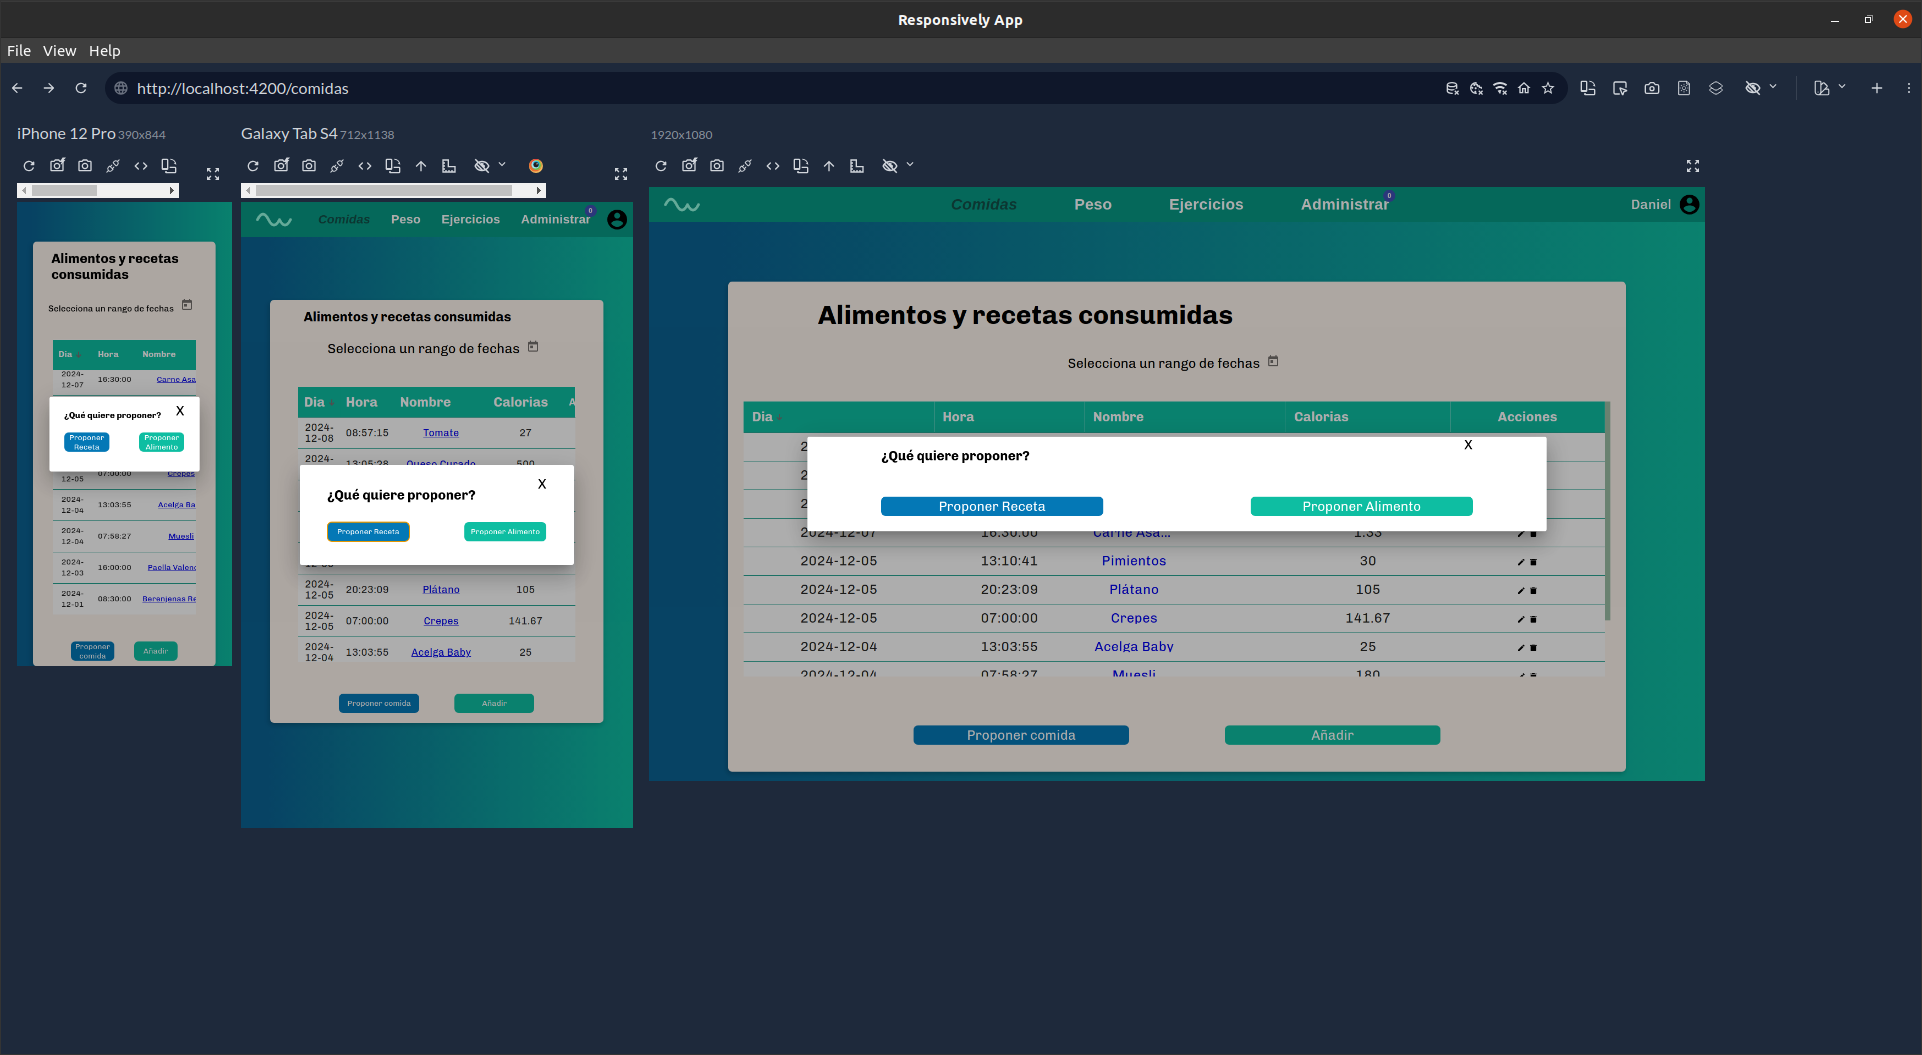 Responsively App
File View Help
http://localhost:4200/comidas
iPhone 12 Pro 390x844
Alimentos y recetas
consumidas
Selecciona un rango de fechas
Dia Hora Nombre
2024-
12-07 16:30:00 Carne Asa
¿Qué quiere proponer? X
Proponer
Receta
Proponer
Alimento
12-05 07:00:00 Crepes
2024-
12-04 13:03:55 Acelga Ba
2024-
12-04 07:58:27 Muesli
2024-
12-03 16:00:00 Paella Valenc
2024-
12-01 08:30:00 Berenjenas Re
Proponer
comida
Añadir
Galaxy Tab S4 712x1138
Comidas Peso Ejercicios Administrar 0
Alimentos y recetas consumidas
Selecciona un rango de fechas
Dia Hora Nombre Calorias A
2024-
12-08 08:57:15 Tomate 27
2024- 13:05:28 Queso Curado 500
¿Qué quiere proponer? X
Proponer Receta Proponer Alimento
2024-
12-05 20:23:09 Plátano 105
2024-
12-05 07:00:00 Crepes 141.67
2024-
12-04 13:03:55 Acelga Baby 25
Proponer comida Añadir
1920x1080
Comidas Peso Ejercicios Administrar 0 Daniel
Alimentos y recetas consumidas
Selecciona un rango de fechas
Dia Hora Nombre Calorias Acciones
2
¿Qué quiere proponer? X
2
Proponer Receta Proponer Alimento
2
2024-12-07 16:30:00 Carne Asa... 1.33
2024-12-05 13:10:41 Pimientos 30
2024-12-05 20:23:09 Plátano 105
2024-12-05 07:00:00 Crepes 141.67
2024-12-04 13:03:55 Acelga Baby 25
2024-12-04 07:58:27 Muesli 180
Proponer comida Añadir